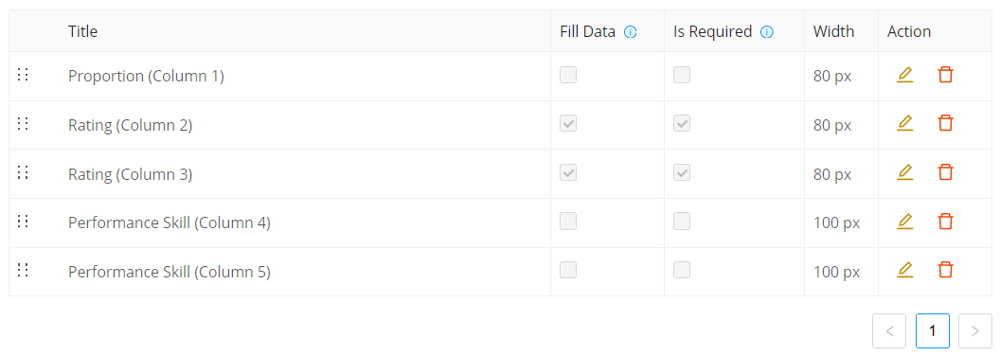 Title Fill Data Is Required Width Action
Proportion (Column 1) 80 px
Rating (Column 2) 80 px
Rating (Column 3) 80 px
Performance Skill (Column 4) 100 px
Performance Skill (Column 5) 100 px
< 1 >